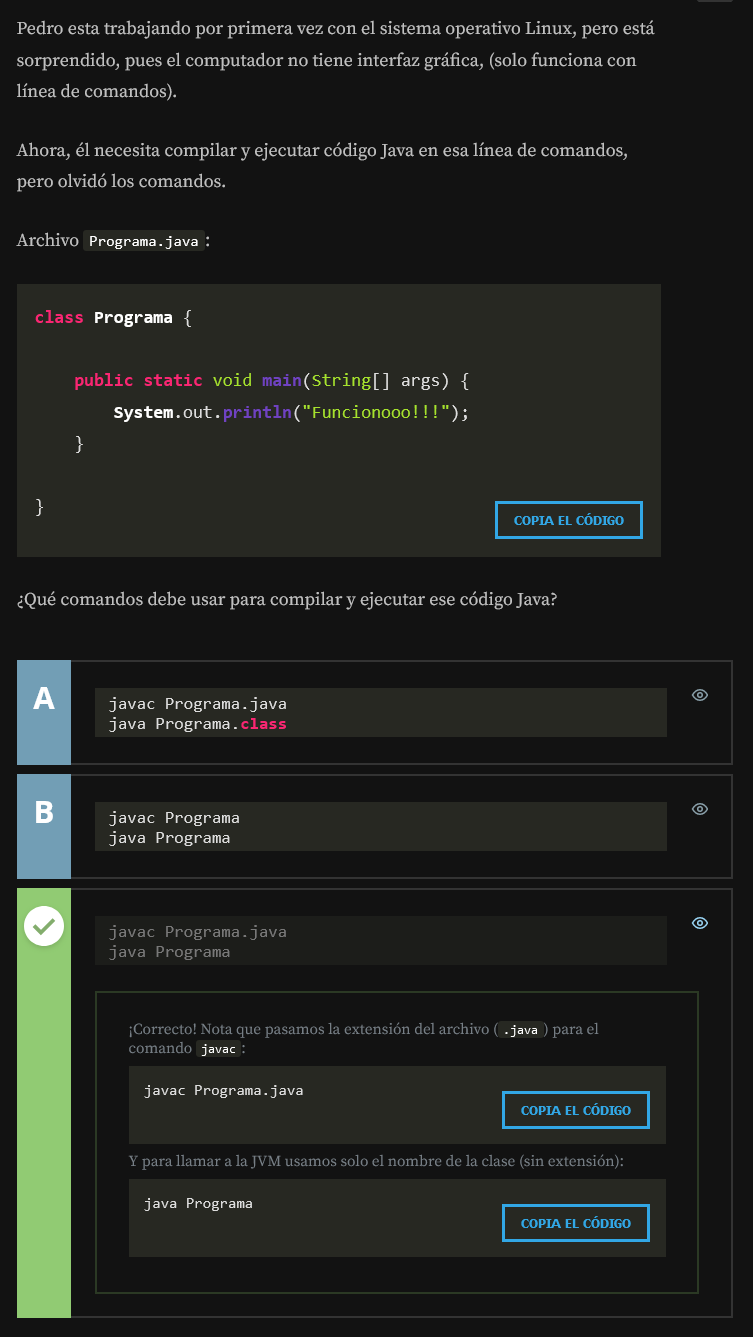 Pedro esta trabajando por primera vez con el sistema operativo Linux, pero está
sorprendido, pues el computador no tiene interfaz gráfica, (solo funciona con
línea de comandos).
Ahora, él necesita compilar y ejecutar código Java en esa línea de comandos,
pero olvidó los comandos.
Archivo Programa.java:
class Programa {
    public static void main(String[] args) {
        System.out.println("Funcionooo!!!");
    }
}
COPIA EL CÓDIGO
¿Qué comandos debe usar para compilar y ejecutar ese código Java?
A
javac Programa.java
java Programa.class
B
javac Programa
java Programa
javac Programa.java
java Programa
¡Correcto! Nota que pasamos la extensión del archivo (.java) para el
comando javac:
javac Programa.java
COPIA EL CÓDIGO
Y para llamar a la JVM usamos solo el nombre de la clase (sin extensión):
java Programa
COPIA EL CÓDIGO